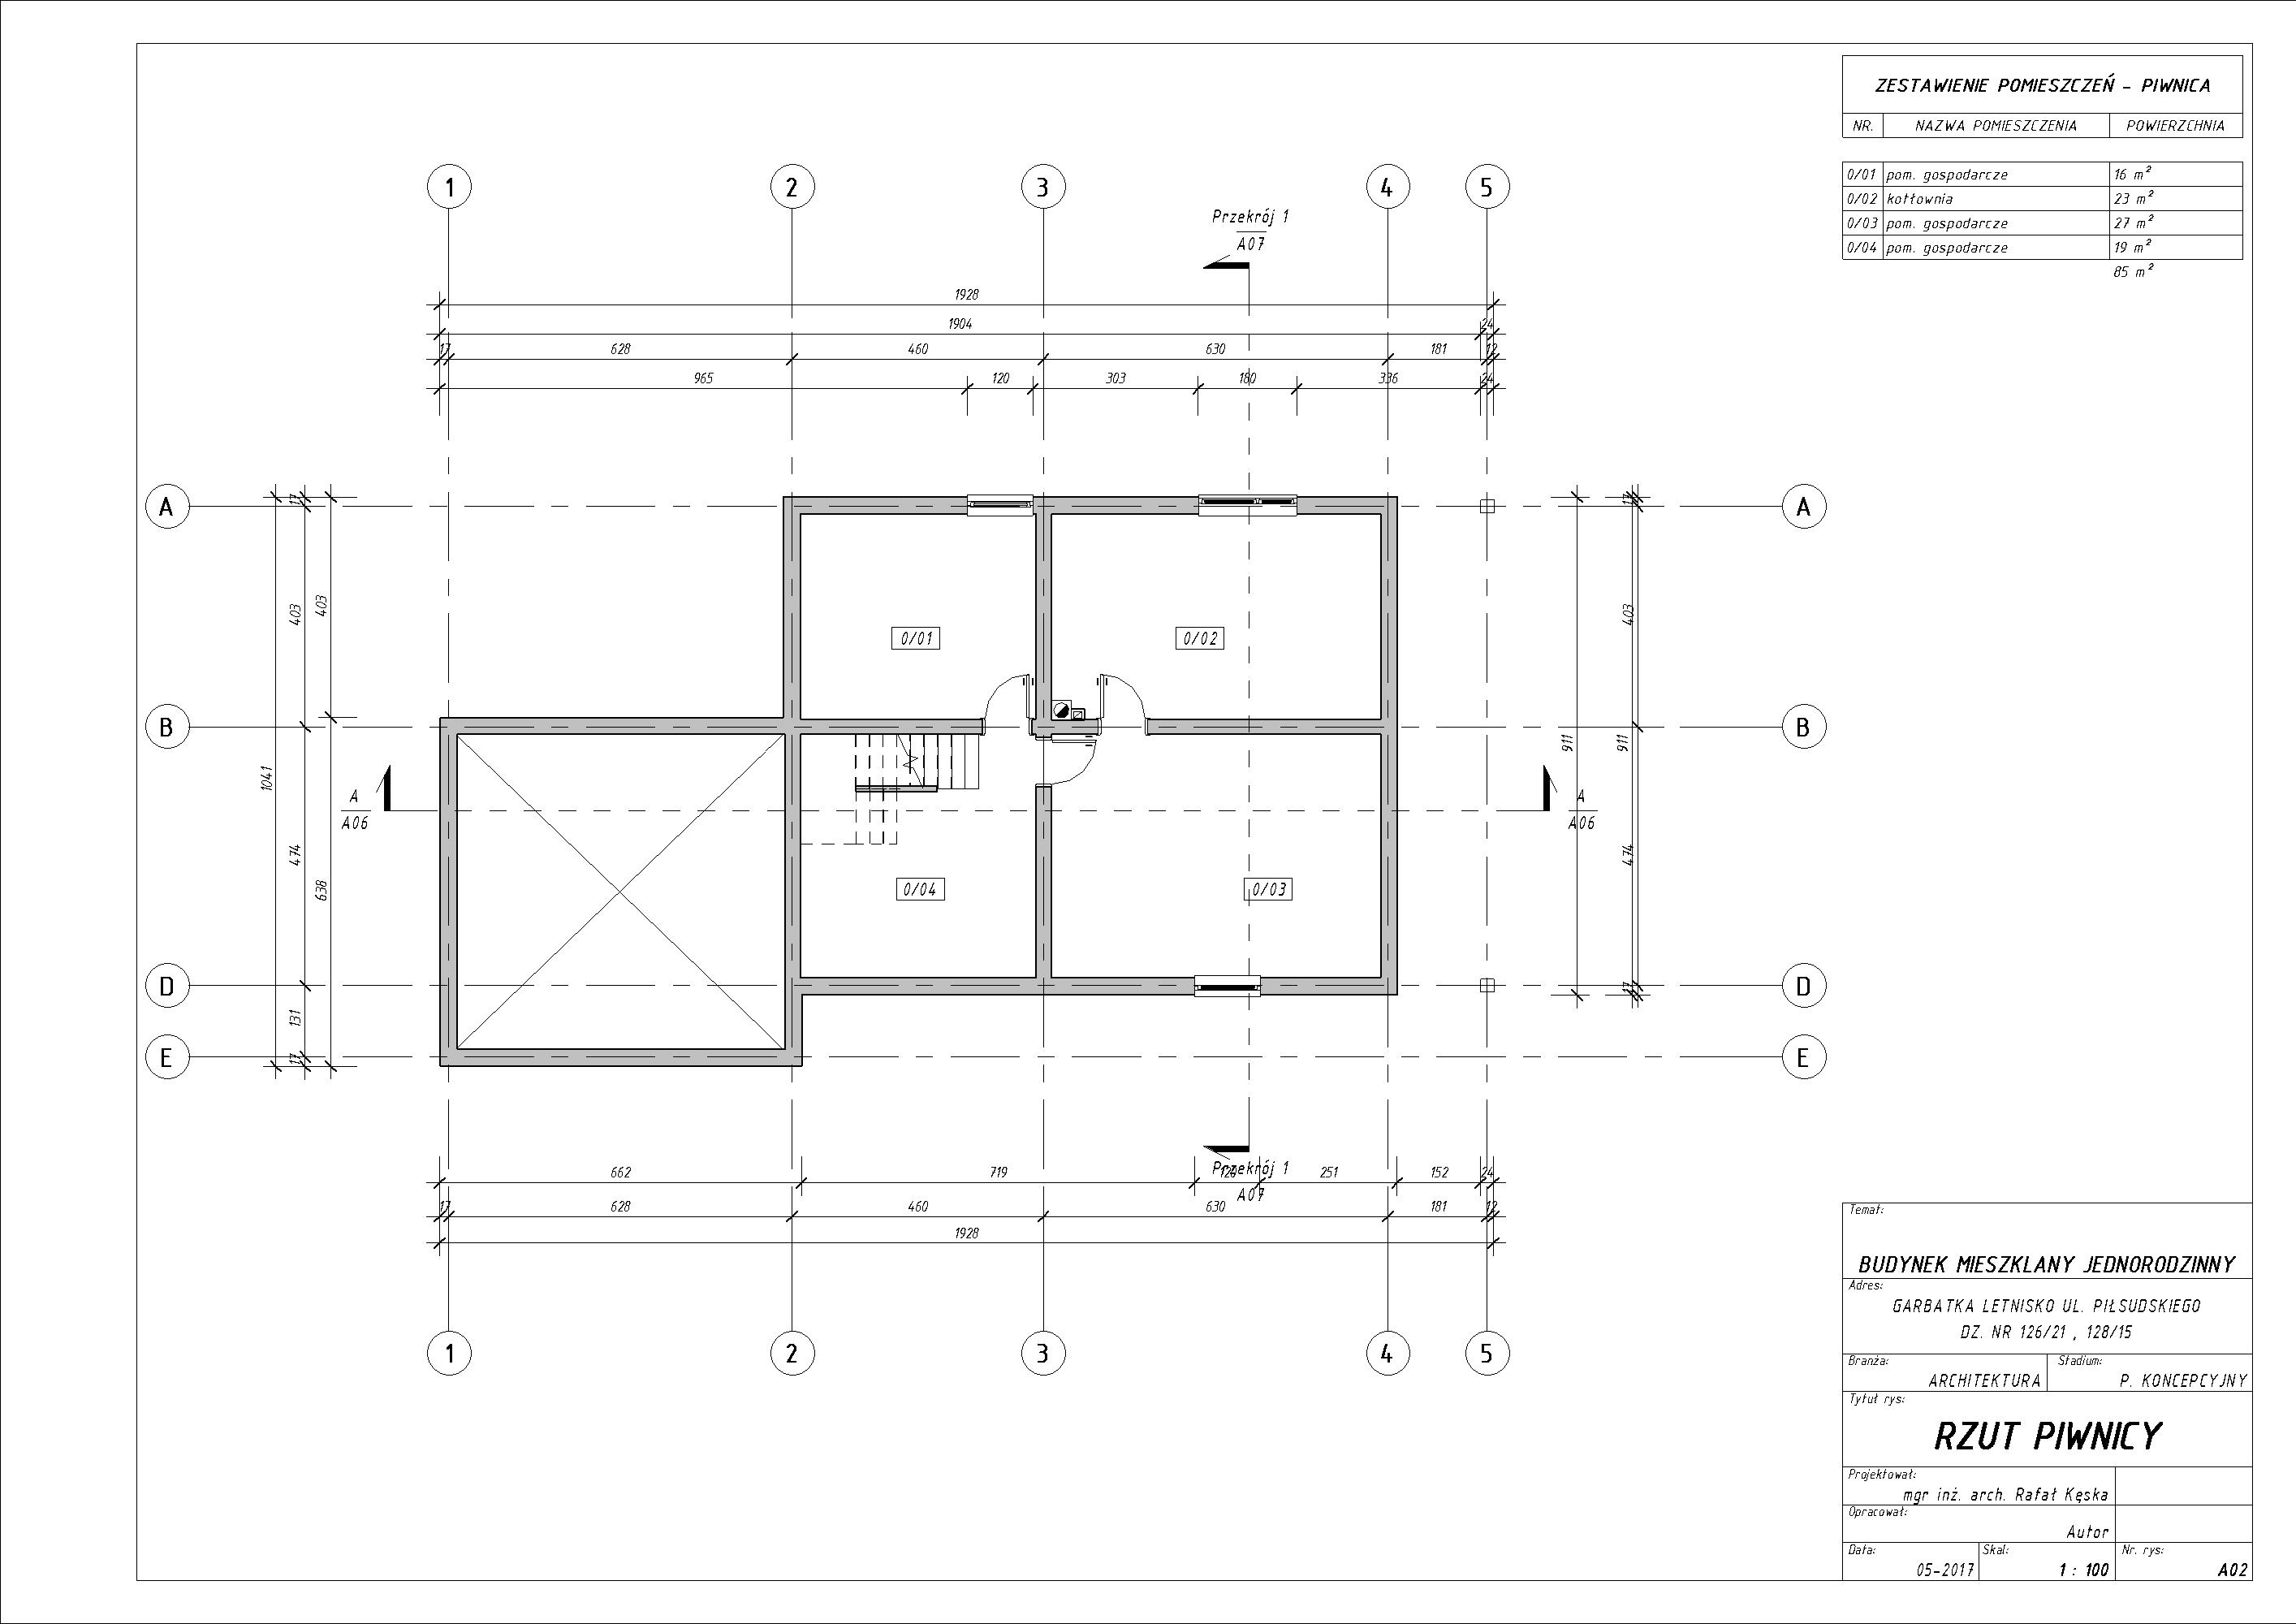 ZESTAWIENIE POMIESZCZEŃ - PIWNICA
NR. NAZWA POMIESZCZENIA POWIERZCHNIA
0/01 pom. gospodarcze 16 m²
0/02 kotłownia 23 m²
0/03 pom. gospodarcze 27 m²
0/04 pom. gospodarcze 19 m²
85 m²
1 2 3 4 5
Przekrój 1
A07
1928
1904 24
17 628 460 630 181 12
965 120 303 180 336 24
A A
17 17
403 403 403
0/01 0/02
B B
1041 911 911
A A
A06 A06
474 638 474
0/04 0/03
D D
17
131
E E
17
Przekrój 1
A07
662 719 120 251 152 24
17 628 460 630 181 12
1928
1 2 3 4 5
Temat:
BUDYNEK MIESZKLANY JEDNORODZINNY
Adres:
GARBATKA LETNISKO UL. PIŁSUDSKIEGO
DZ. NR 126/21 , 128/15
Branża: Stadium:
ARCHITEKTURA P. KONCEPCYJNY
Tytuł rys:
RZUT PIWNICY
Projektował:
mgr inż. arch. Rafał Kęska
Opracował:
Autor
Data: Skal: Nr. rys:
05-2017 1 : 100 A02